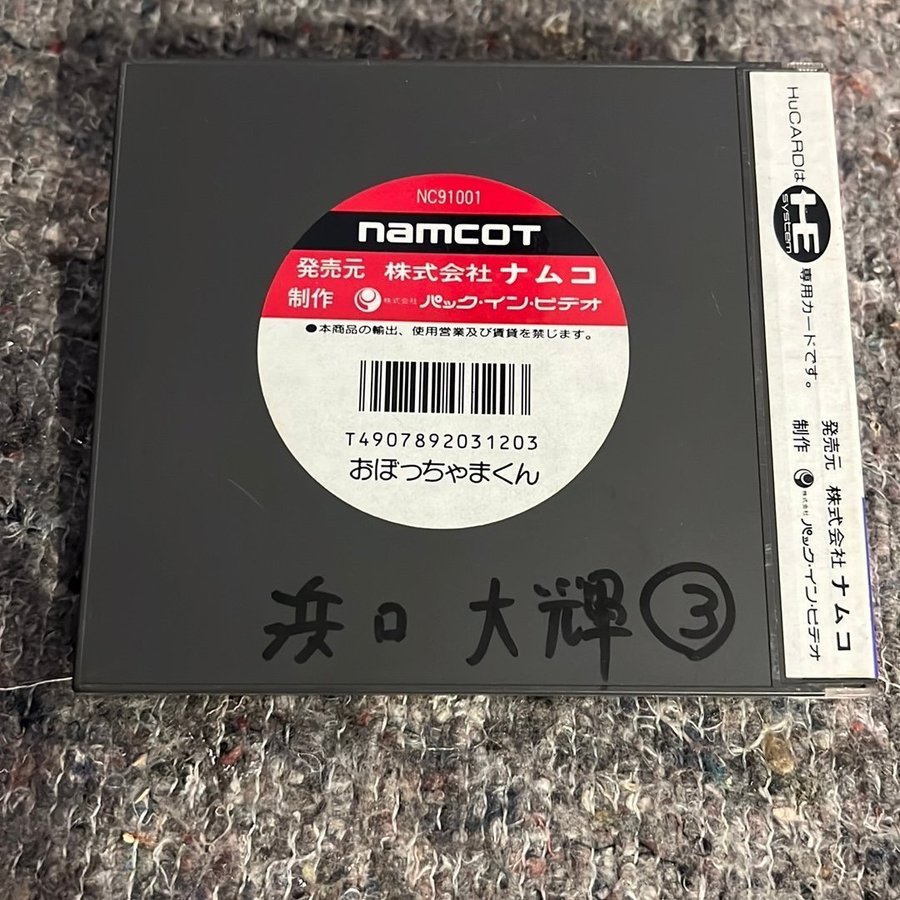 NC91001
namcot
発売元 株式会社 ナムコ
制作 株式会社 パック・イン・ビデオ
●本商品の輸出、使用営業及び賃貸を禁じます。
T4907892031203
おぼっちゃまくん
浜口 大輝 ③
HuCARDは HE system 専用カードです。
発売元 株式会社 ナムコ
制作 株式会社 パック・イン・ビデオ